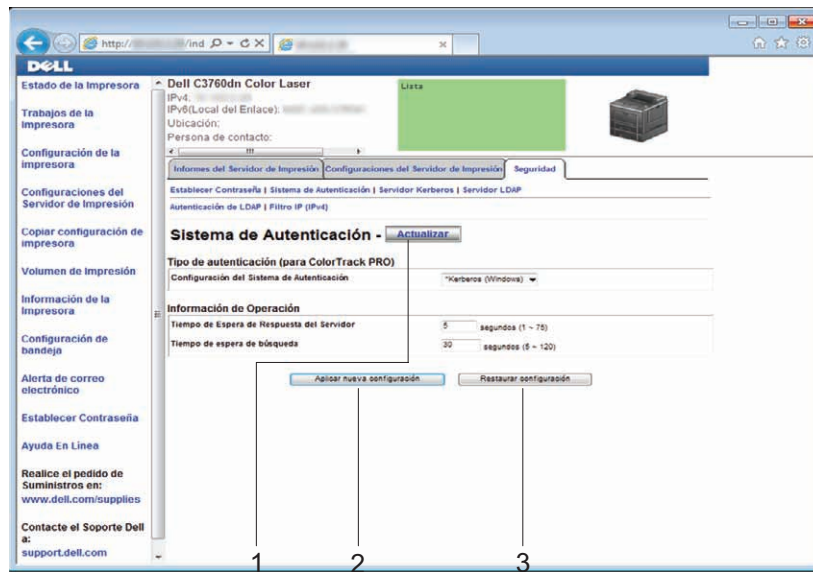 http:// /ind
DELL
Estado de la Impresora
Trabajos de la
Impresora
Configuración de la
impresora
Configuraciones del
Servidor de Impresión
Copiar configuración de
impresora
Volumen de Impresión
Información de la
Impresora
Configuración de
bandeja
Alerta de correo
electrónico
Establecer Contraseña
Ayuda En Línea
Realice el pedido de
Suministros en:
www.dell.com/supplies
Contacte el Soporte Dell
a:
support.dell.com
Dell C3760dn Color Laser
IPv4:
IPv6(Local del Enlace):
Ubicación:
Persona de contacto:
Lista
Informes del Servidor de Impresión Configuraciones del Servidor de Impresión Seguridad
Establecer Contraseña | Sistema de Autenticación | Servidor Kerberos | Servidor LDAP
Autenticación de LDAP | Filtro IP (IPv4)
Sistema de Autenticación - Actualizar
Tipo de autenticación (para ColorTrack PRO)
Configuración del Sistema de Autenticación *Kerberos (Windows)
Información de Operación
Tiempo de Espera de Respuesta del Servidor 5 segundos (1 ~ 75)
Tiempo de espera de búsqueda 30 segundos (5 ~ 120)
Aplicar nueva configuración Restaurar configuración
1 2 3